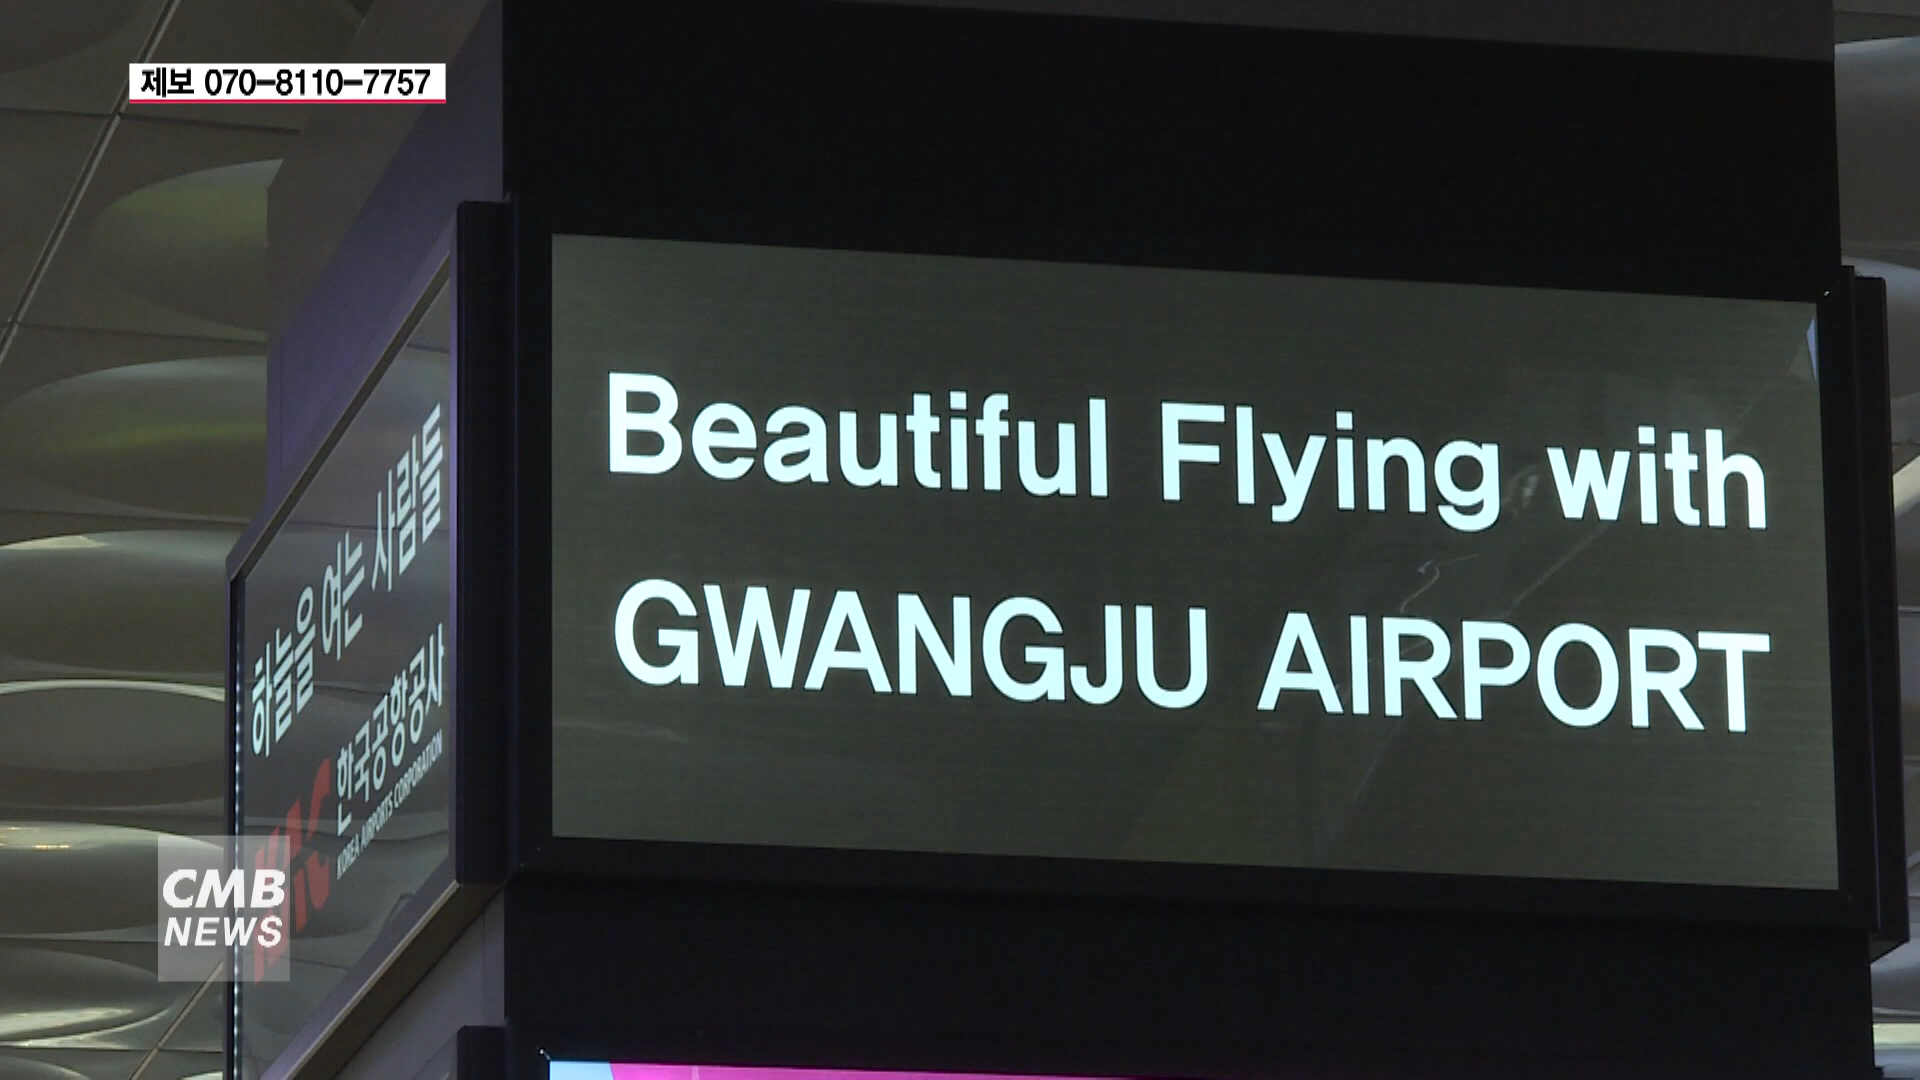 제보 070-8110-7757
Beautiful Flying with
GWANGJU AIRPORT
하늘을 여는 사람들
한국공항공사
KOREA AIRPORTS CORPORATION
CMB
NEWS